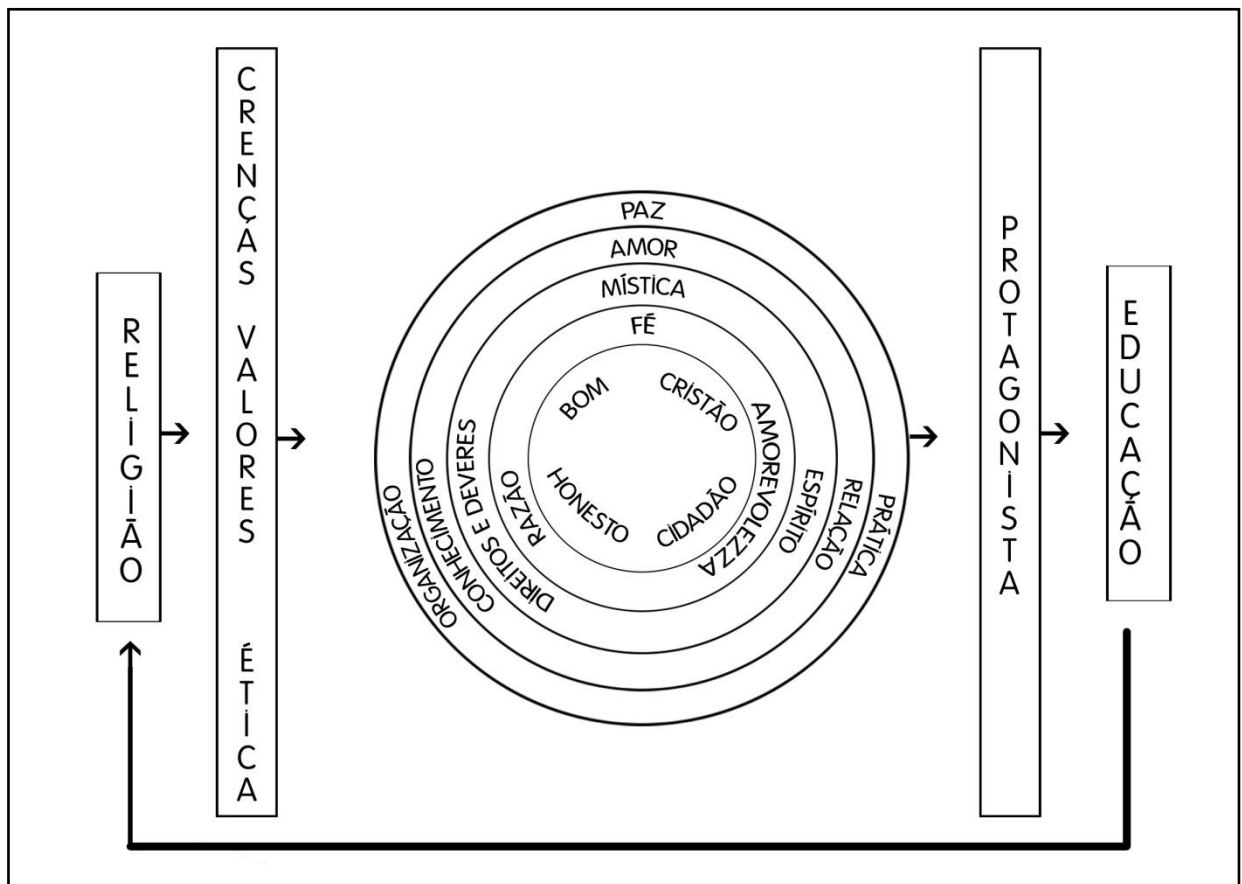 RELIGIÃO
CRENÇAS VALORES ÉTICA
PAZ
AMOR
MÍSTICA
FÉ
BOM
CRISTÃO
HONESTO
CIDADÃO
RAZÃO
AMOREVOLEZZA
DIREITOS E DEVERES
ESPÍRITO
CONHECIMENTO
RELAÇÃO
ORGANIZAÇÃO
PRÁTICA
PROTAGONISTA
EDUCAÇÃO